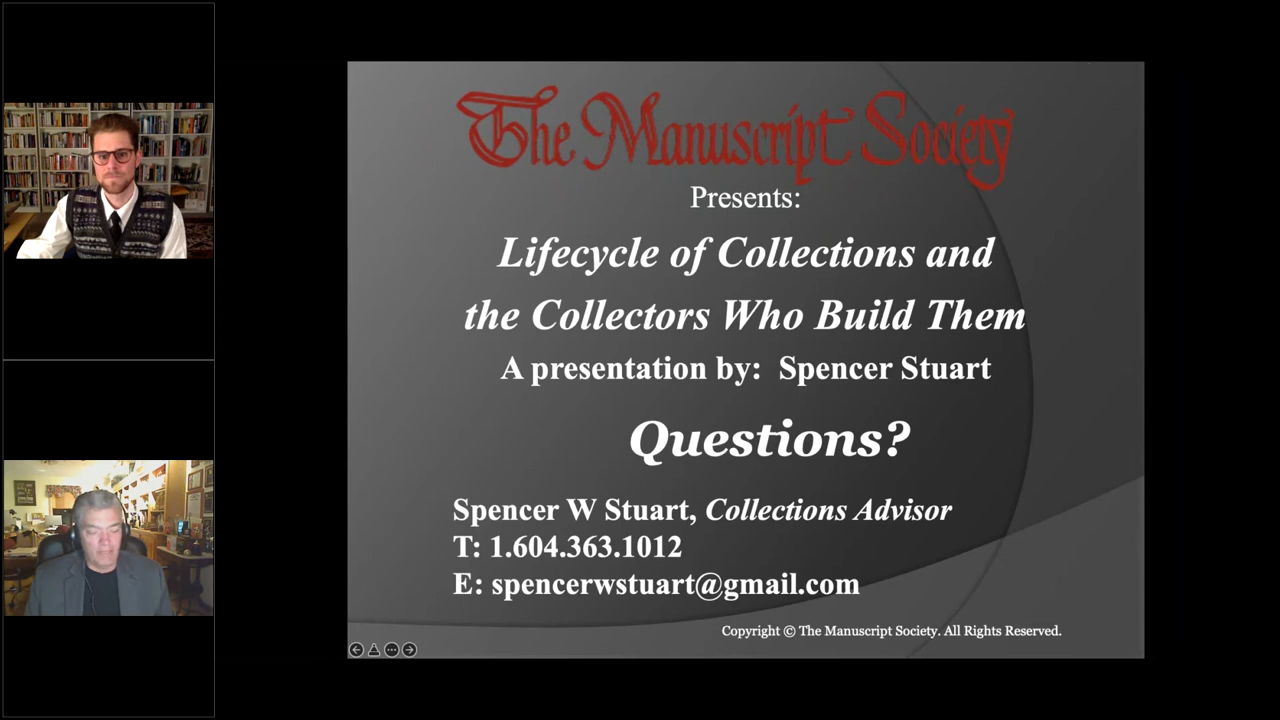 The Manuscript Society
Presents:
Lifecycle of Collections and
the Collectors Who Build Them
A presentation by:  Spencer Stuart
Questions?
Spencer W Stuart, Collections Advisor
T: 1.604.363.1012
E: spencerwstuart@gmail.com
Copyright © The Manuscript Society. All Rights Reserved.